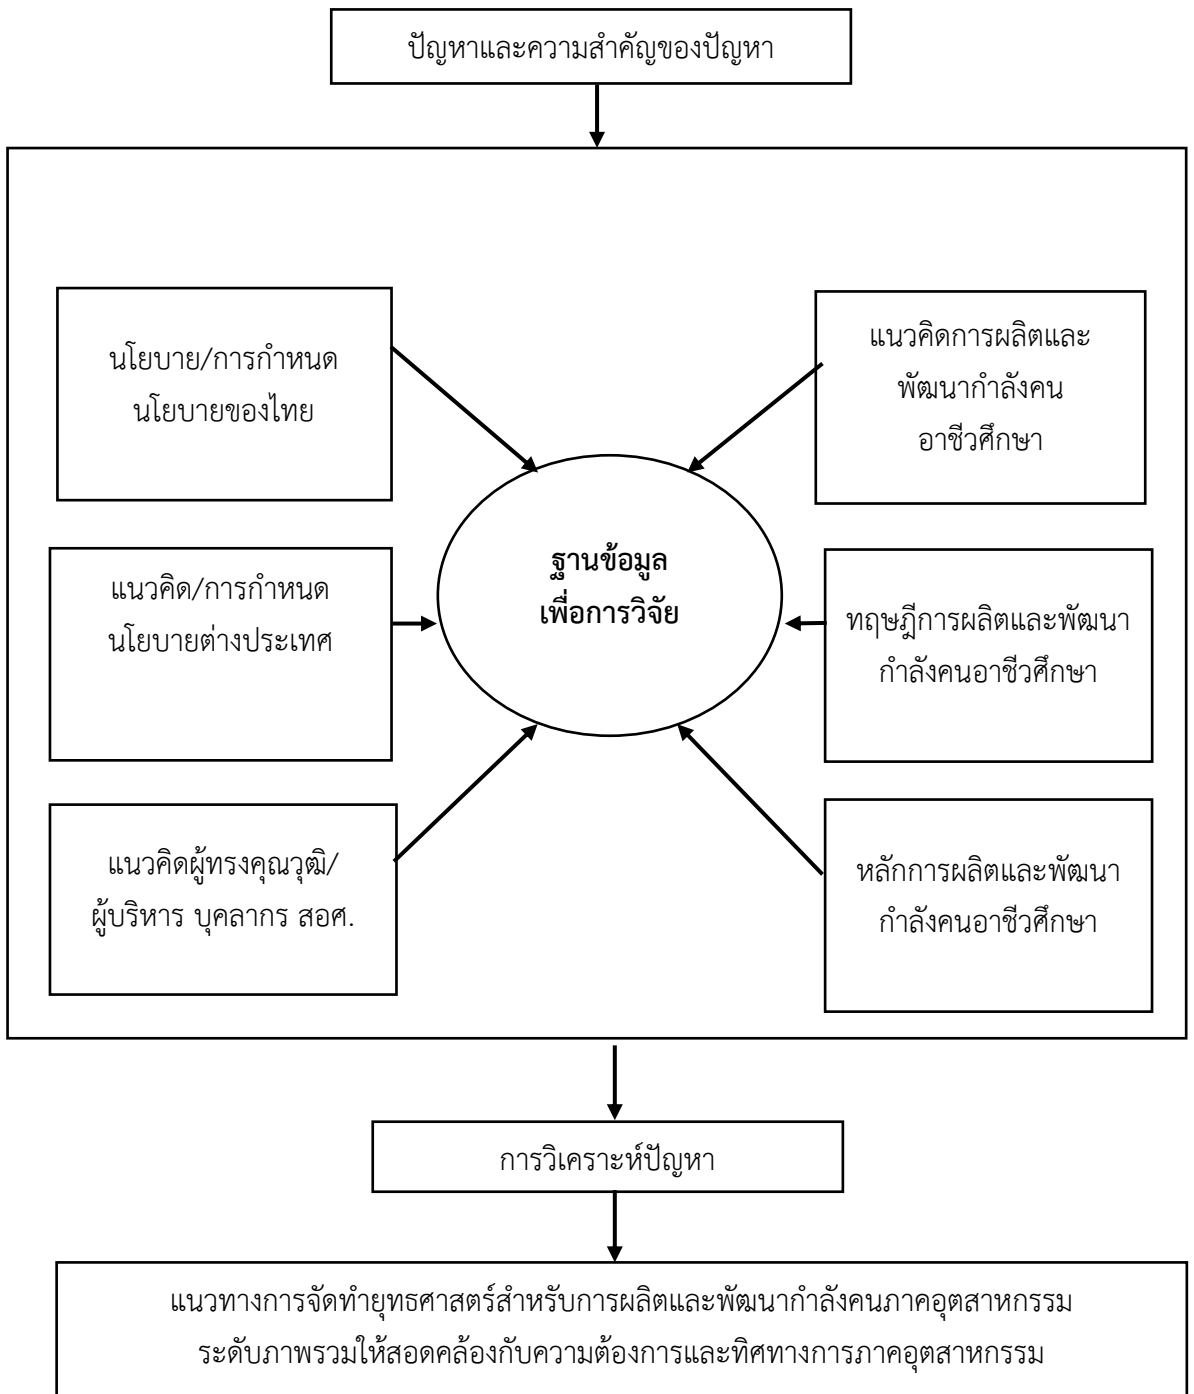 ปัญหาและความสำคัญของปัญหา
นโยบาย/การกำหนด
นโยบายของไทย
แนวคิดการผลิตและ
พัฒนากำลังคน
อาชีวศึกษา
ฐานข้อมูล
เพื่อการวิจัย
แนวคิด/การกำหนด
นโยบายต่างประเทศ
ทฤษฎีการผลิตและพัฒนา
กำลังคนอาชีวศึกษา
แนวคิดผู้ทรงคุณวุฒิ/
ผู้บริหาร บุคลากร สอศ.
หลักการผลิตและพัฒนา
กำลังคนอาชีวศึกษา
การวิเคราะห์ปัญหา
แนวทางการจัดทำยุทธศาสตร์สำหรับการผลิตและพัฒนากำลังคนภาคอุตสาหกรรม
ระดับภาพรวมให้สอดคล้องกับความต้องการและทิศทางการภาคอุตสาหกรรม